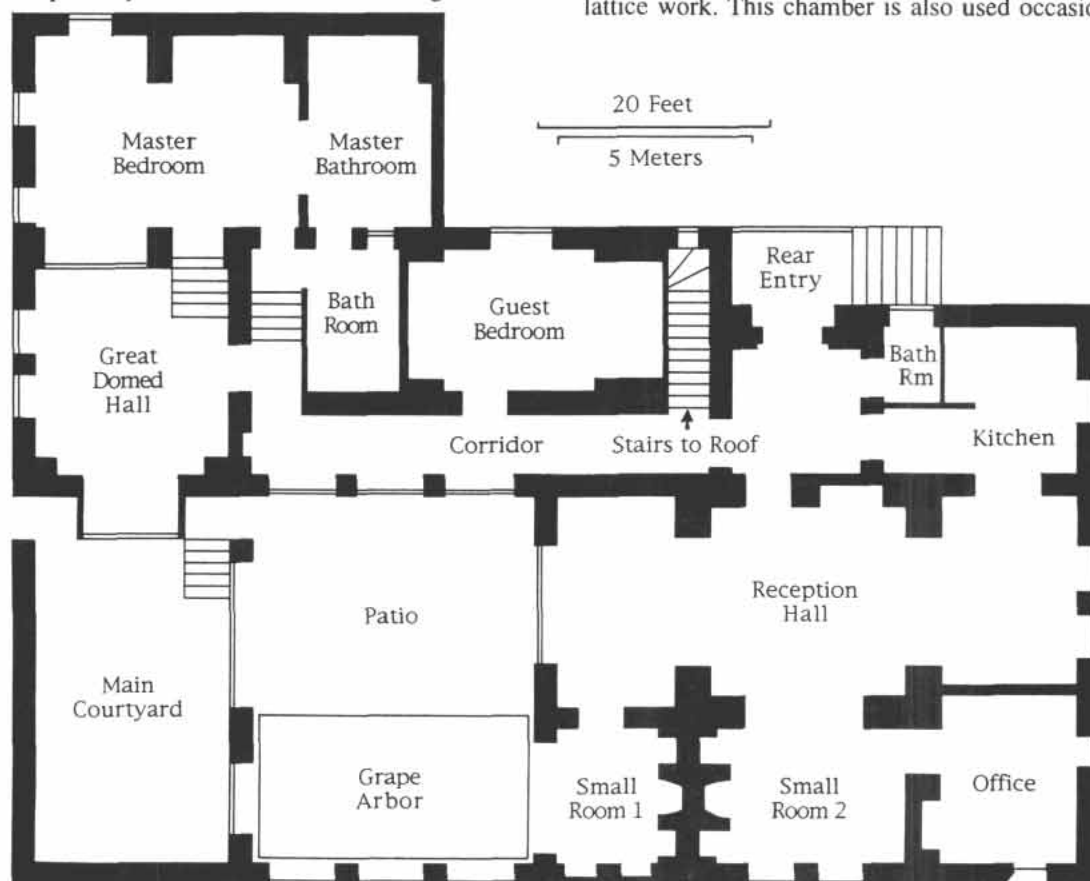 lattice work. This chamber is also used occasio
20 Feet
5 Meters
Master
Bedroom
Master
Bathroom
Rear
Entry
Bath
Room
Guest
Bedroom
Great
Domed
Hall
Bath
Rm
Corridor
Stairs to Roof
Kitchen
Reception
Hall
Patio
Main
Courtyard
Grape
Arbor
Small
Room 1
Small
Room 2
Office